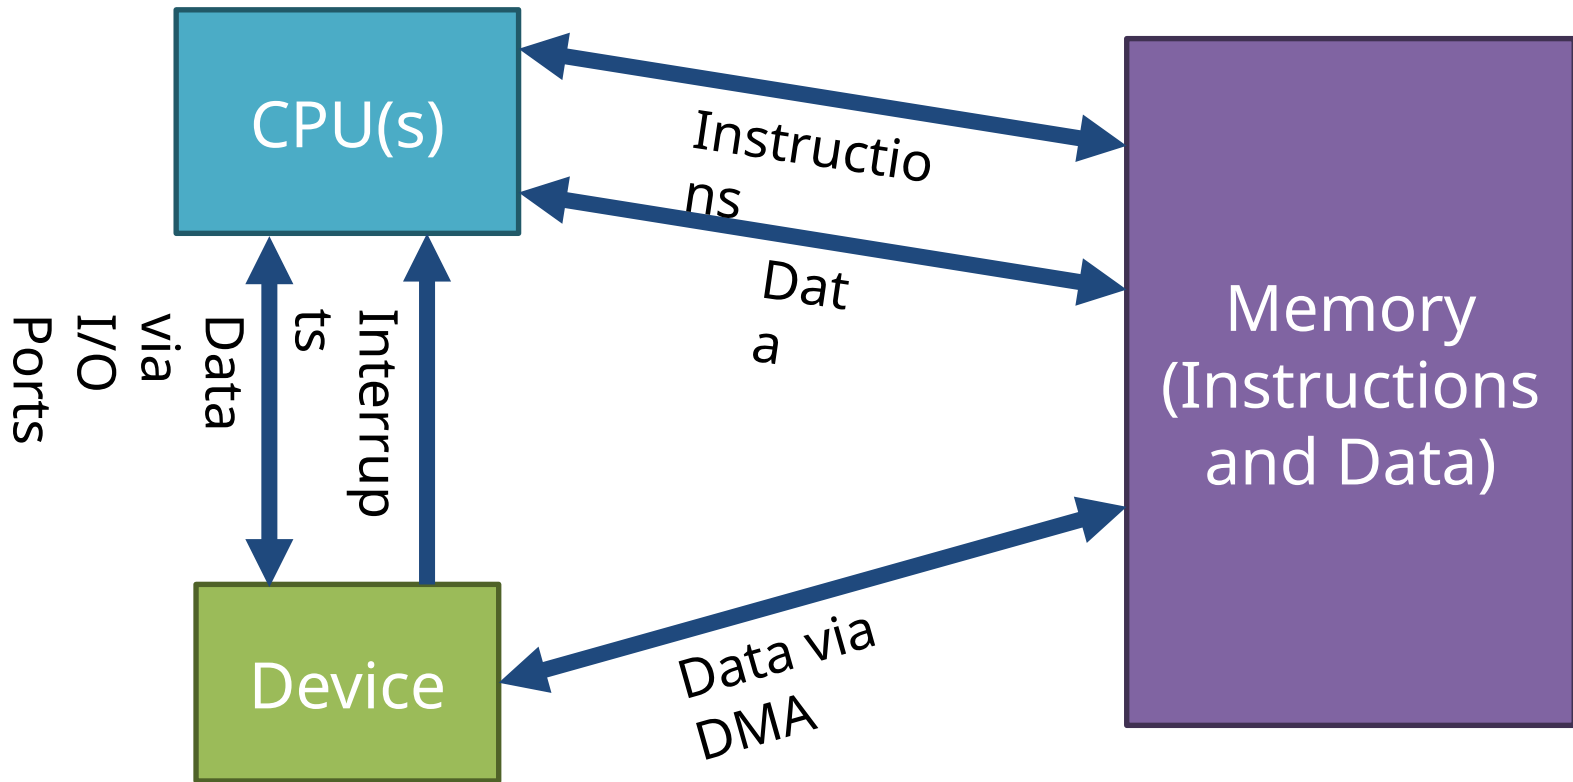 CPU(s)
Instructio
ns
Dat
a
Data
via
I/O
Ports
Interrup
ts
Memory
(Instructions
and Data)
Device
Data via
DMA